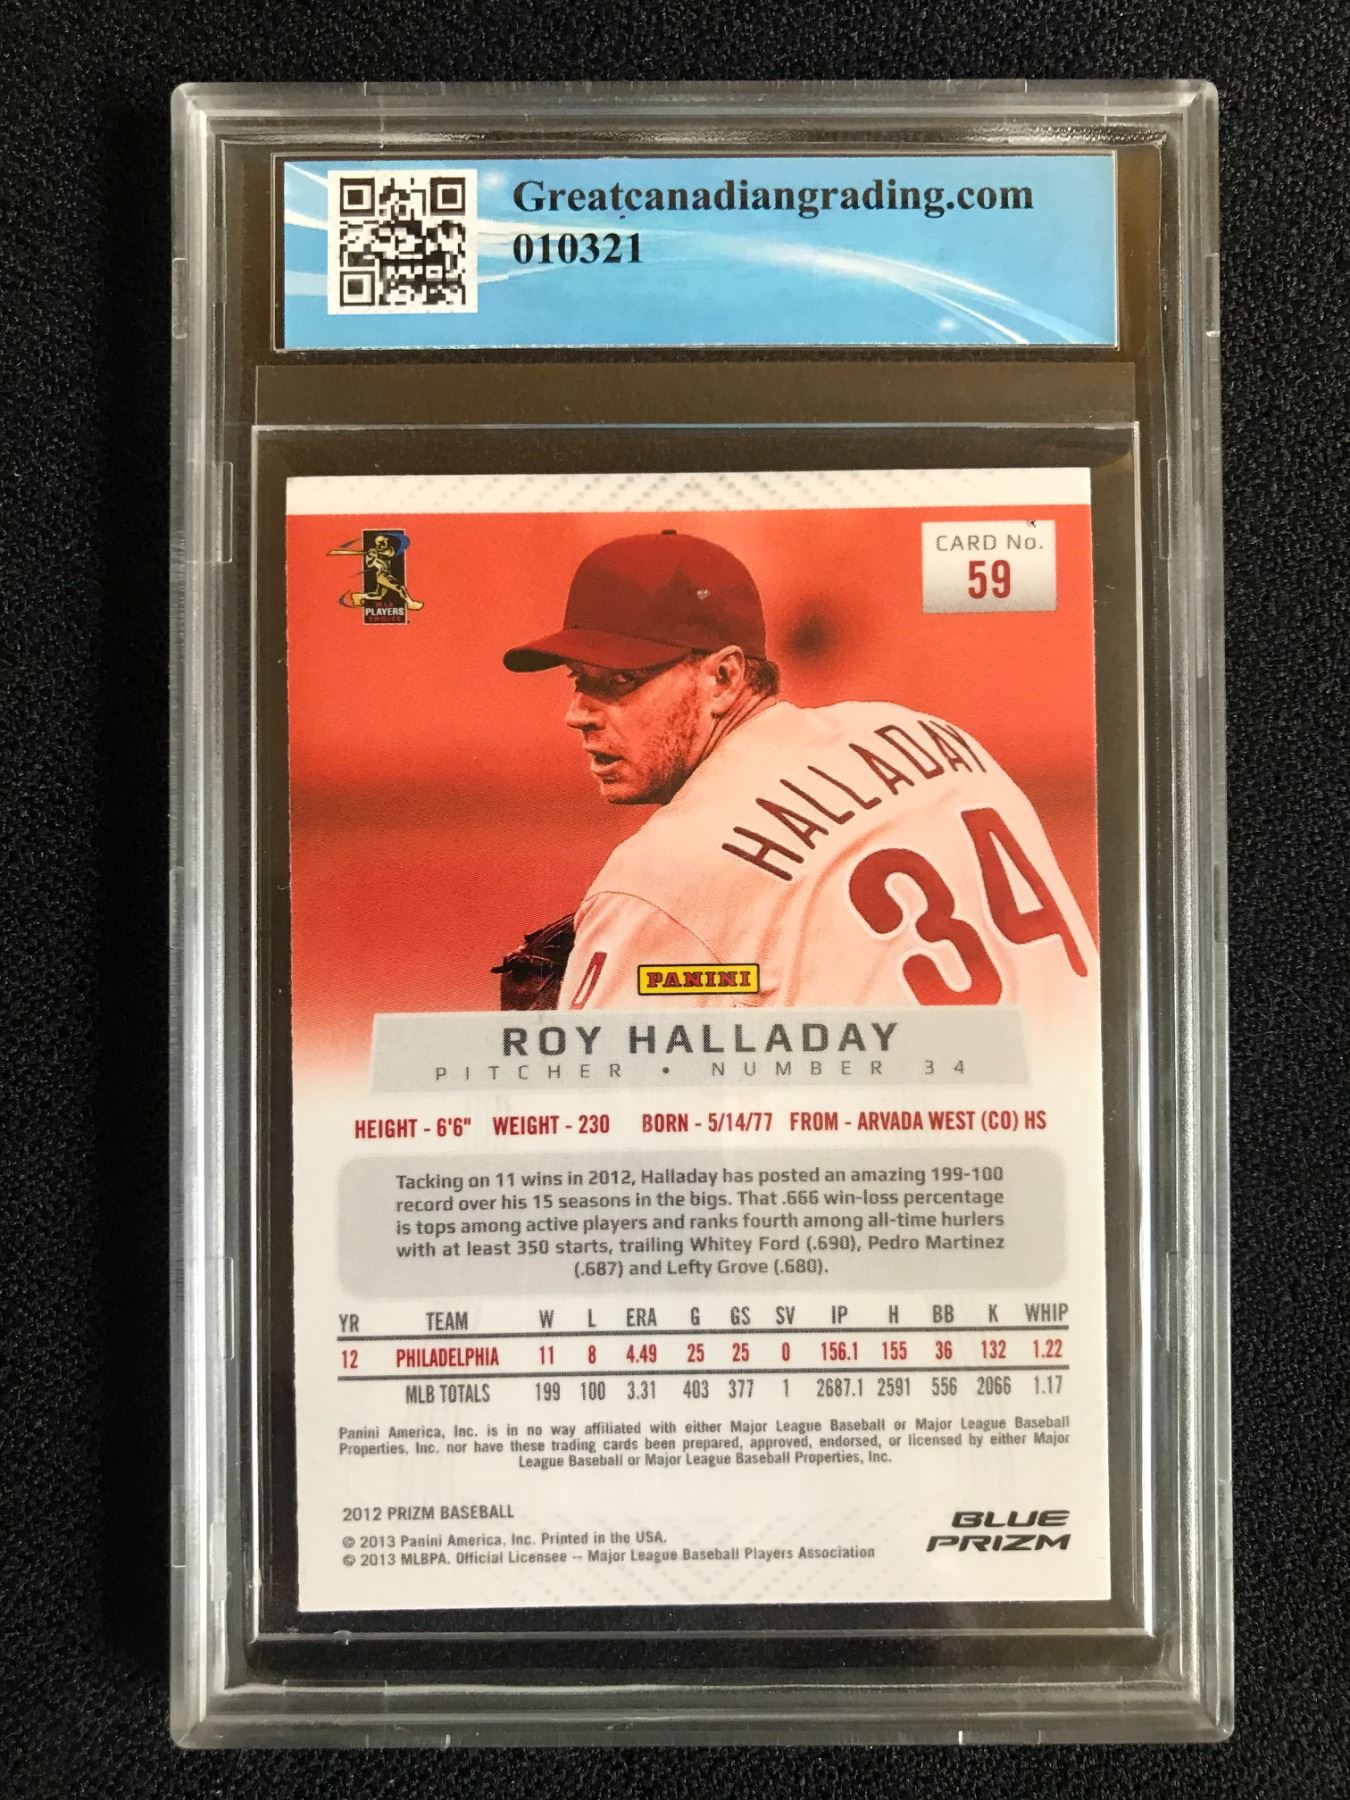 Greatcanadiangrading.com
010321
CARD No.
59
PLAYERS
CHOICE
HALLADAY
34
PANINI
ROY HALLADAY
PITCHER • NUMBER 34
HEIGHT - 6'6" WEIGHT - 230 BORN - 5/14/77 FROM - ARVADA WEST (CO) HS
Tacking on 11 wins in 2012, Halladay has posted an amazing 199-100
record over his 15 seasons in the bigs. That .666 win-loss percentage
is tops among active players and ranks fourth among all-time hurlers
with at least 350 starts, trailing Whitey Ford (.690), Pedro Martinez
(.687) and Lefty Grove (.680).
YR TEAM W L ERA G GS SV IP H BB K WHIP
12 PHILADELPHIA 11 8 4.49 25 25 0 156.1 155 36 132 1.22
MLB TOTALS 199 100 3.31 403 377 1 2687.1 2591 556 2066 1.17
Panini America, Inc. is in no way affiliated with either Major League Baseball or Major League Baseball
Properties, Inc. nor have these trading cards been prepared, approved, endorsed, or licensed by either Major
League Baseball or Major League Baseball Properties, Inc.
2012 PRIZM BASEBALL
© 2013 Panini America, Inc. Printed in the USA.
© 2013 MLBPA. Official Licensee -- Major League Baseball Players Association
BLUE
PRIZM